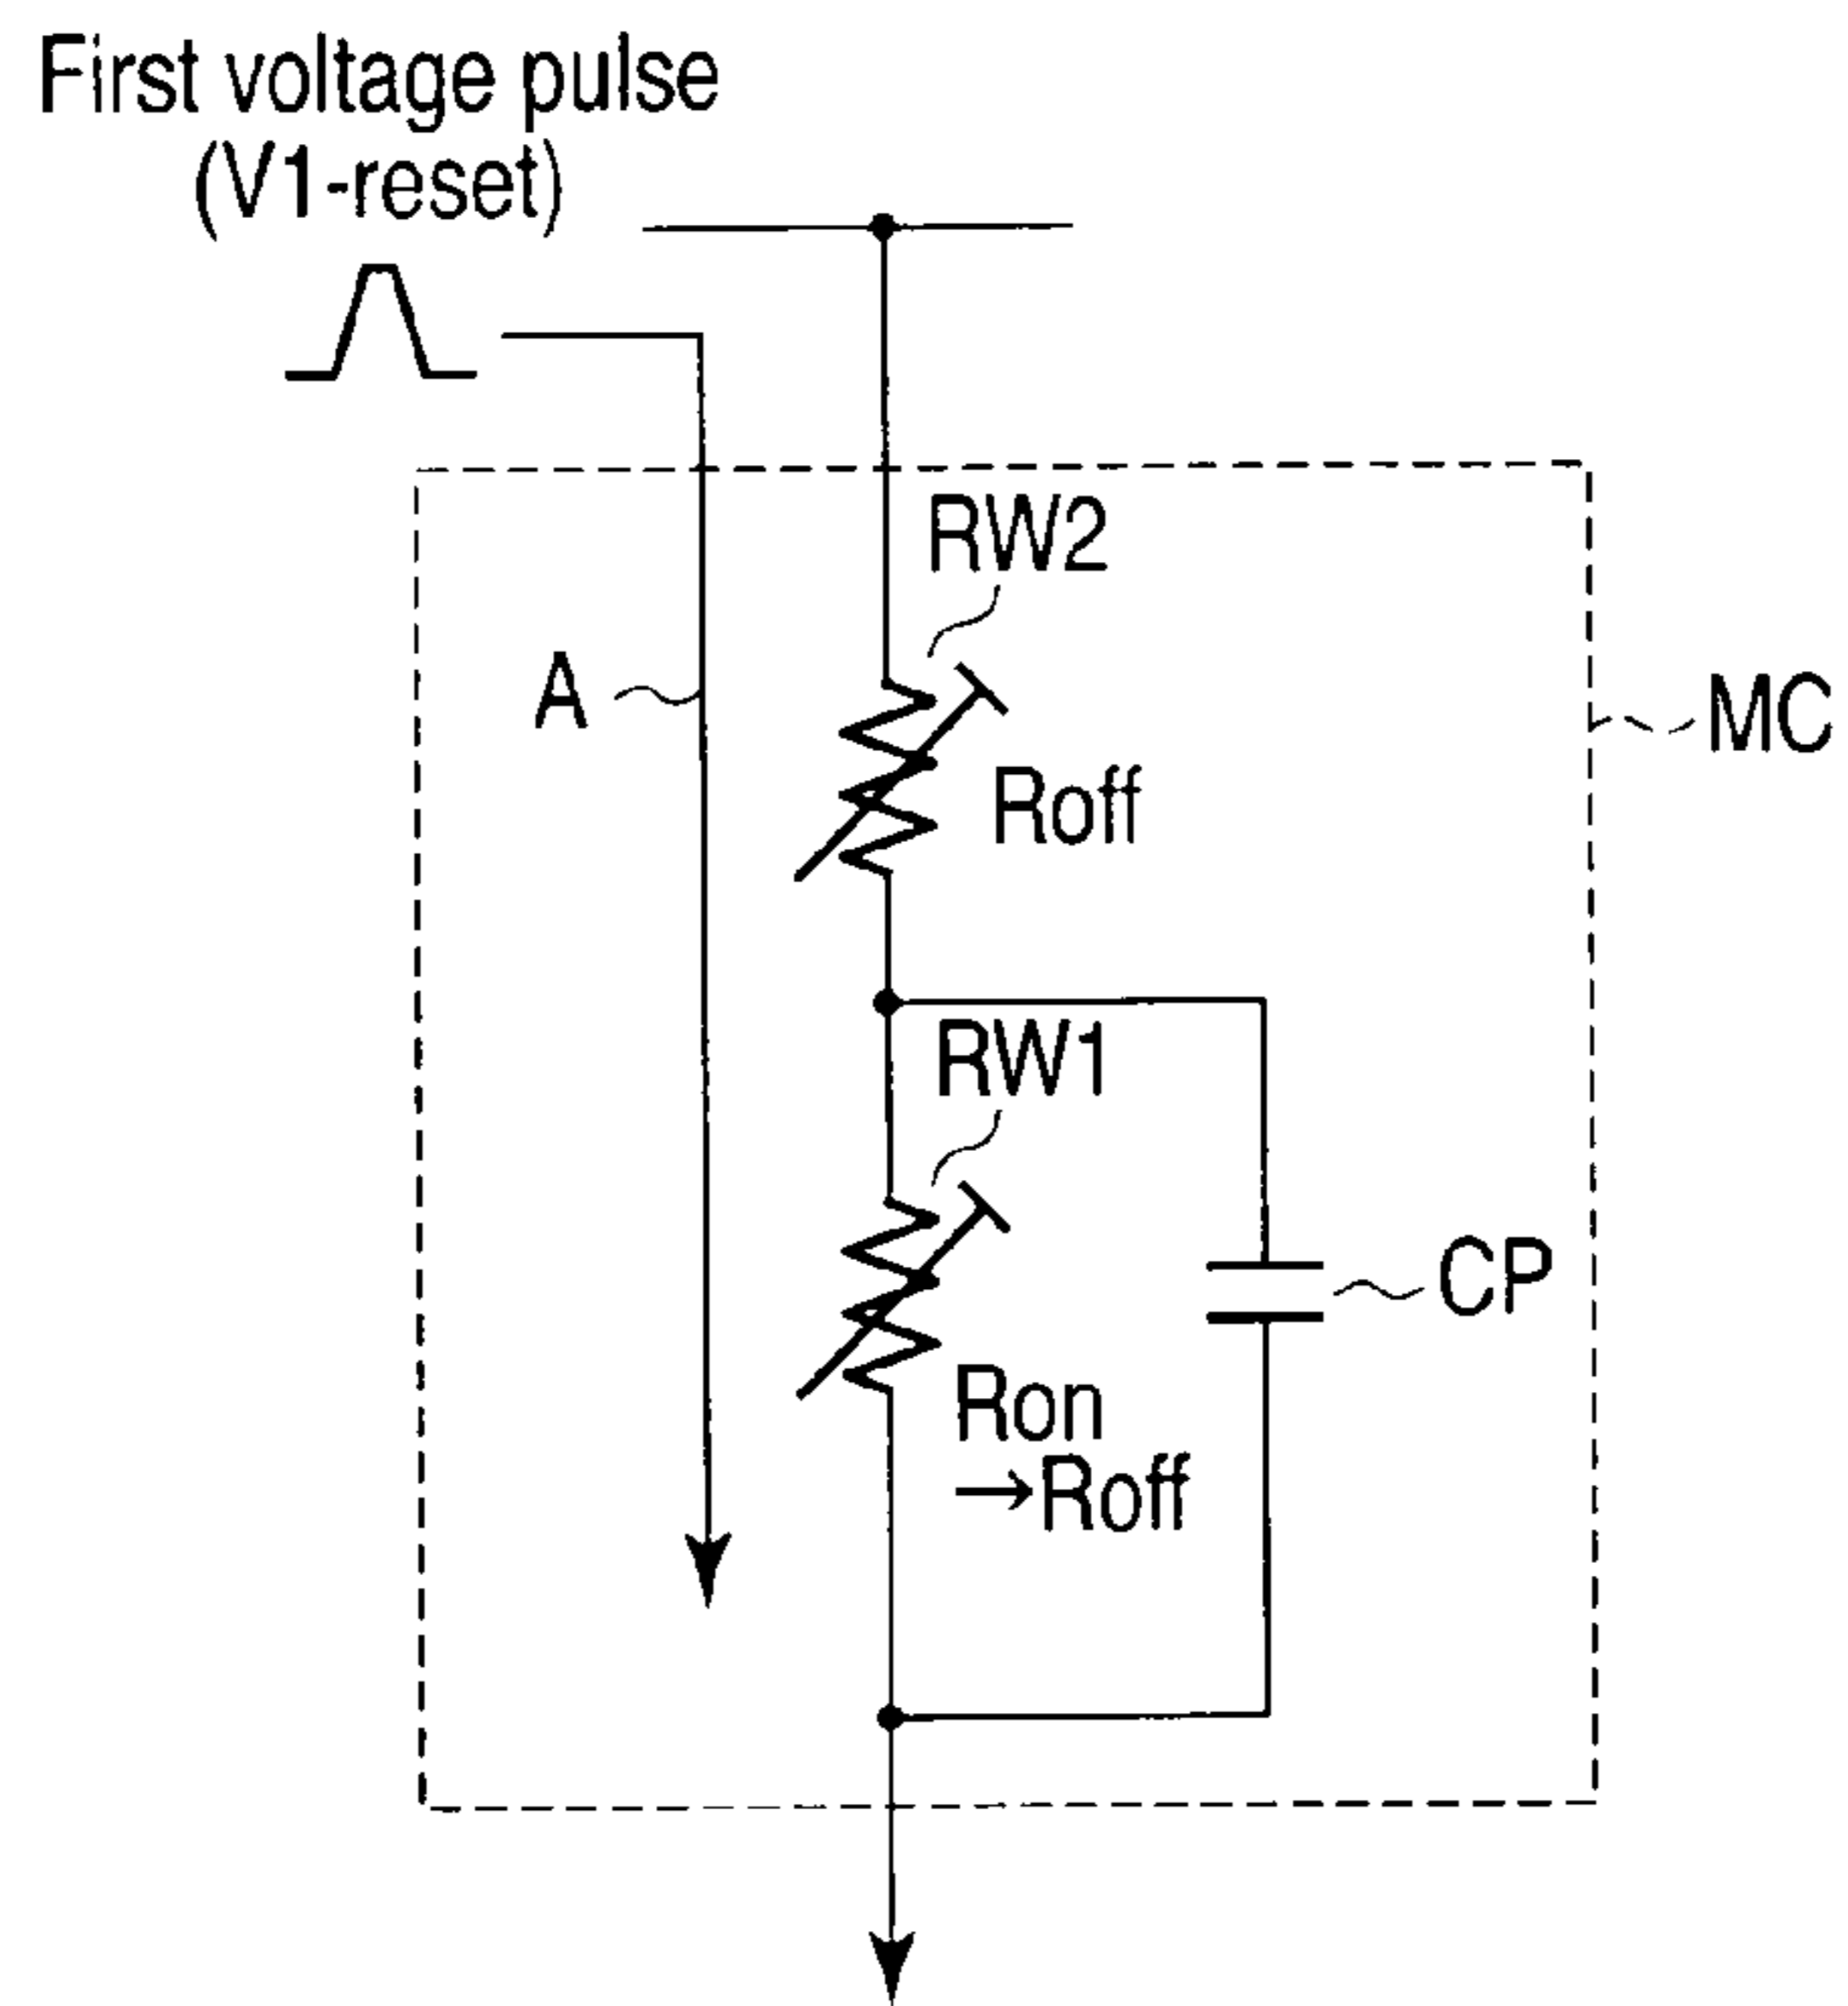 First voltage pulse
(V1-reset)
RW2
A
MC
Roff
RW1
CP
Ron
→Roff